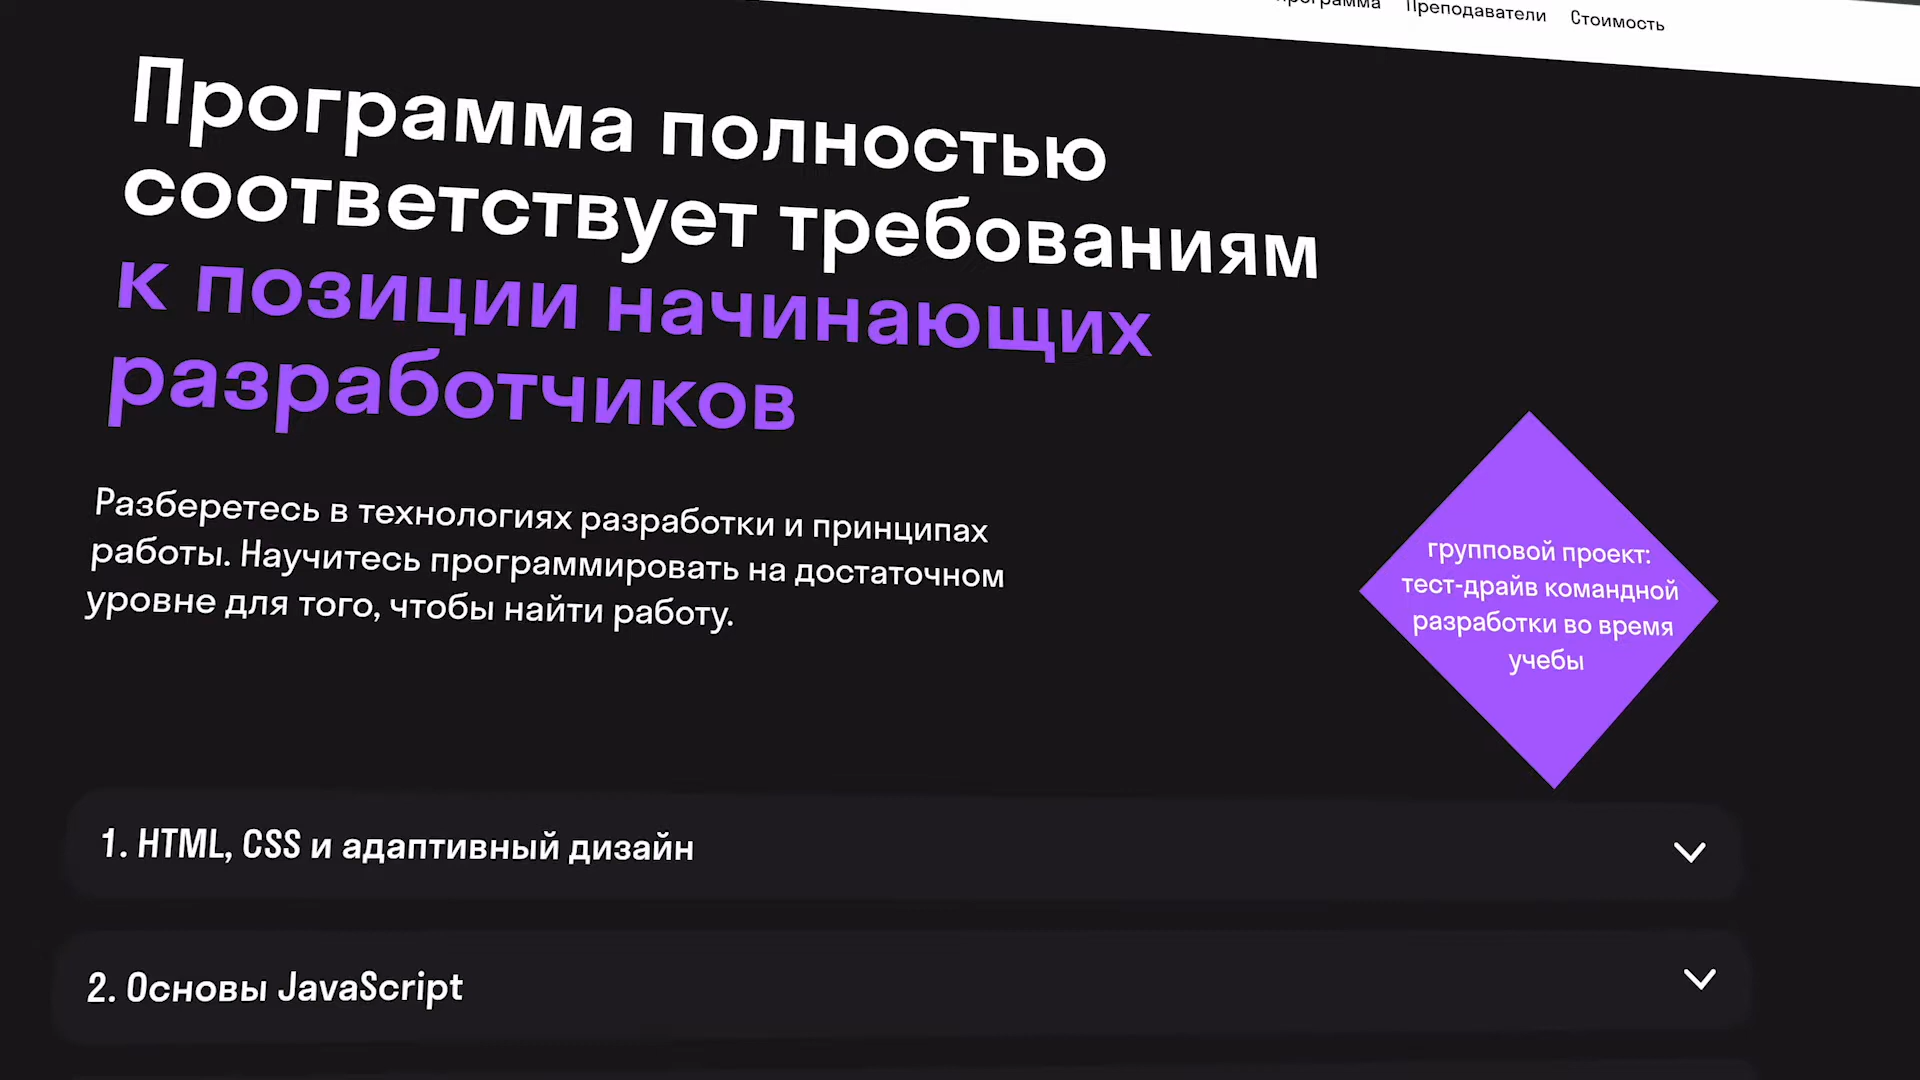 программа Преподаватели Стоимость
Программа полностью
соответствует требованиям
к позиции начинающих
разработчиков
Разберетесь в технологиях разработки и принципах
работы. Научитесь программировать на достаточном
уровне для того, чтобы найти работу.
групповой проект:
тест-драйв командной
разработки во время
учебы
1. HTML, CSS и адаптивный дизайн
2. Основы JavaScript